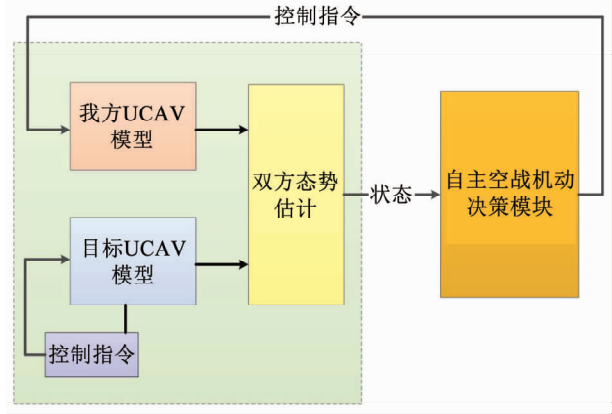 控制指令
我方UCAV
模型
双方态势
估计
状态
自主空战机动
决策模块
目标UCAV
模型
控制指令